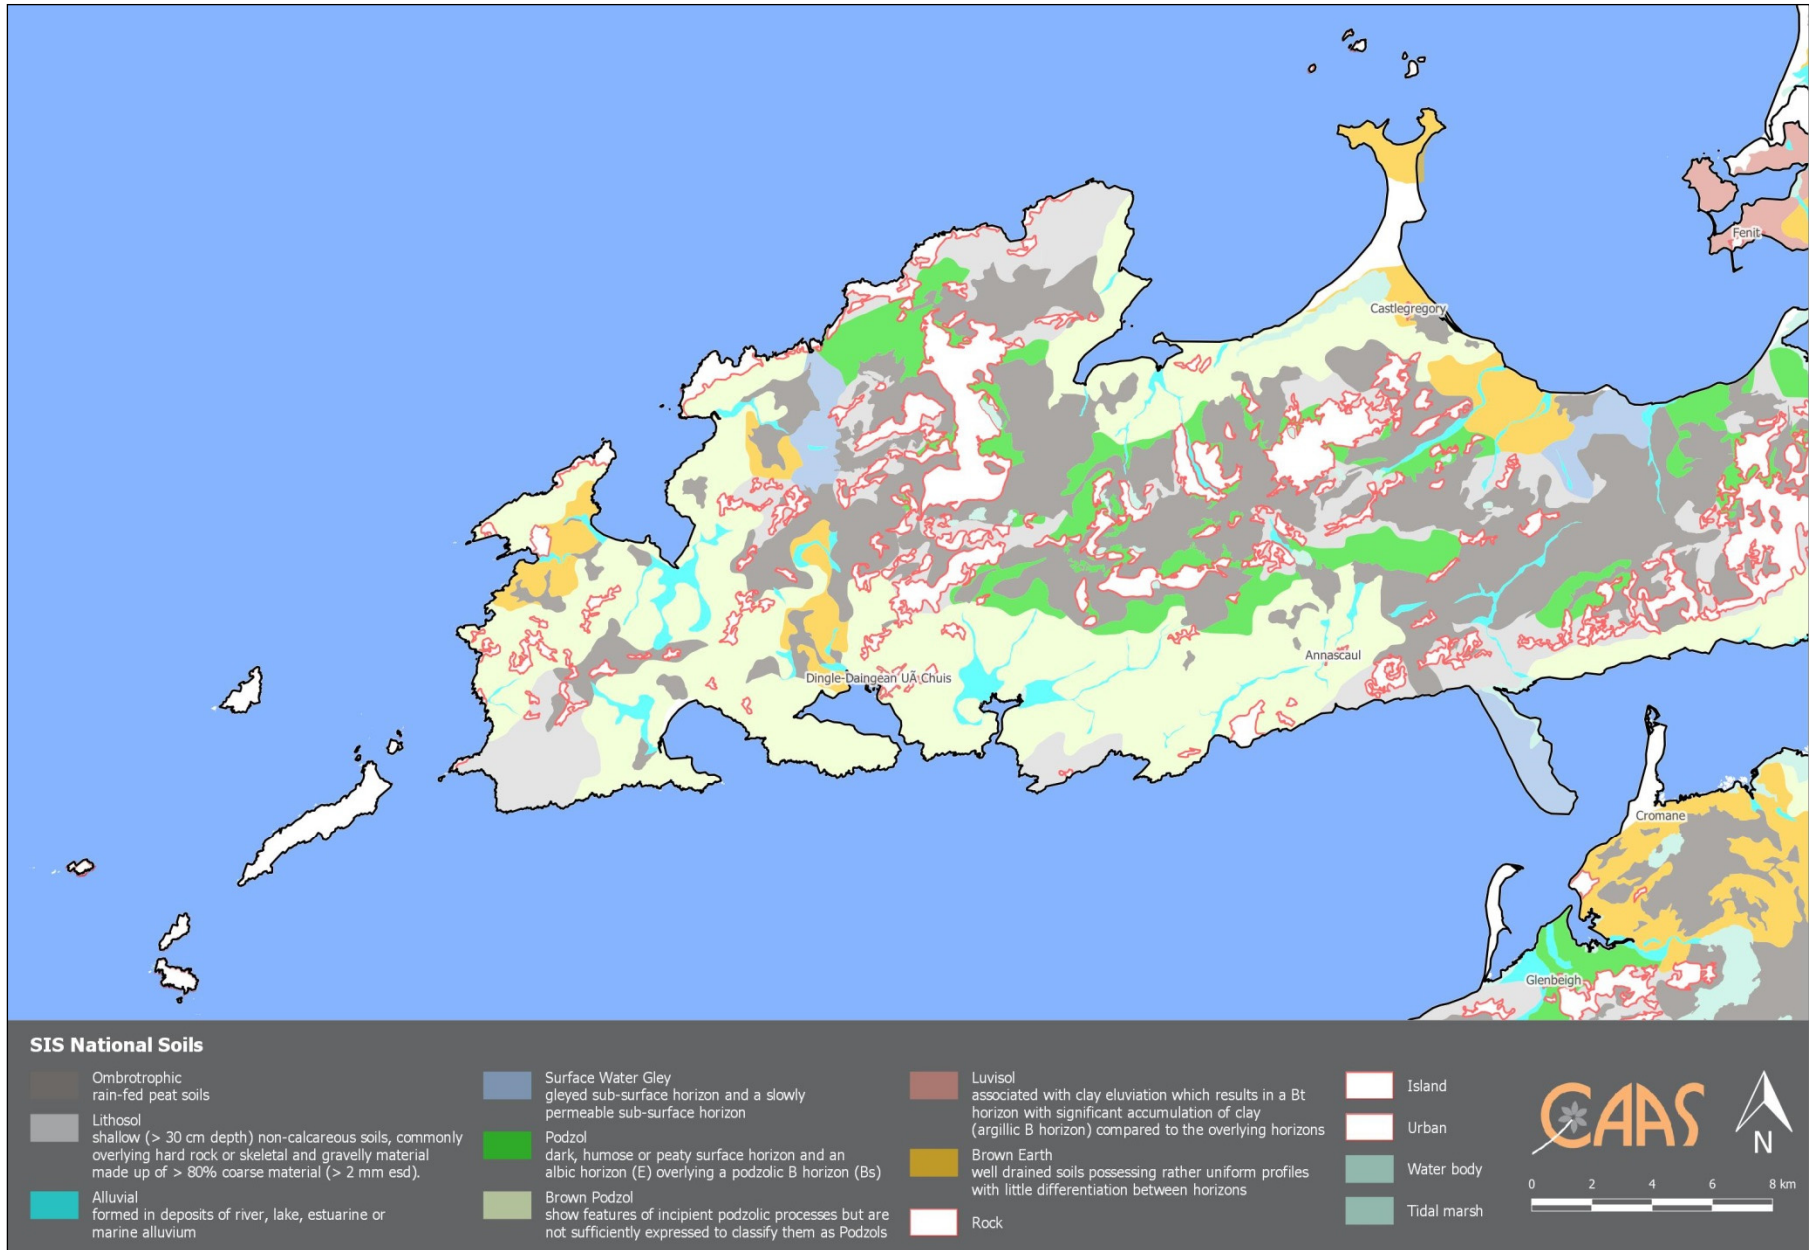 Fenit
Castlegregory
Annascaul
Dingle-Daingean UÃ Chuis
Cromane
Glenbeigh
SIS National Soils
Ombrotrophic
rain-fed peat soils
Lithosol
shallow (> 30 cm depth) non-calcareous soils, commonly
overlying hard rock or skeletal and gravelly material
made up of > 80% coarse material (> 2 mm esd).
Alluvial
formed in deposits of river, lake, estuarine or
marine alluvium
Surface Water Gley
gleyed sub-surface horizon and a slowly
permeable sub-surface horizon
Podzol
dark, humose or peaty surface horizon and an
albic horizon (E) overlying a podzolic B horizon (Bs)
Brown Podzol
show features of incipient podzolic processes but are
not sufficiently expressed to classify them as Podzols
Luvisol
associated with clay eluviation which results in a Bt
horizon with significant accumulation of clay
(argillic B horizon) compared to the overlying horizons
Brown Earth
well drained soils possessing rather uniform profiles
with little differentiation between horizons
Rock
Island
Urban
Water body
Tidal marsh
CAAS
N
0 2 4 6 8 km